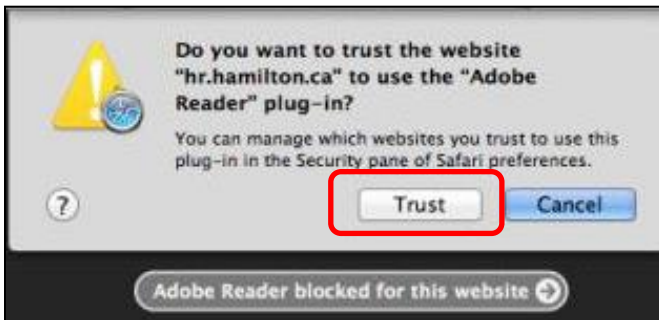 Do you want to trust the website
"hr.hamilton.ca" to use the "Adobe
Reader" plug-in?
You can manage which websites you trust to use this
plug-in in the Security pane of Safari preferences.
?
Trust
Cancel
Adobe Reader blocked for this website